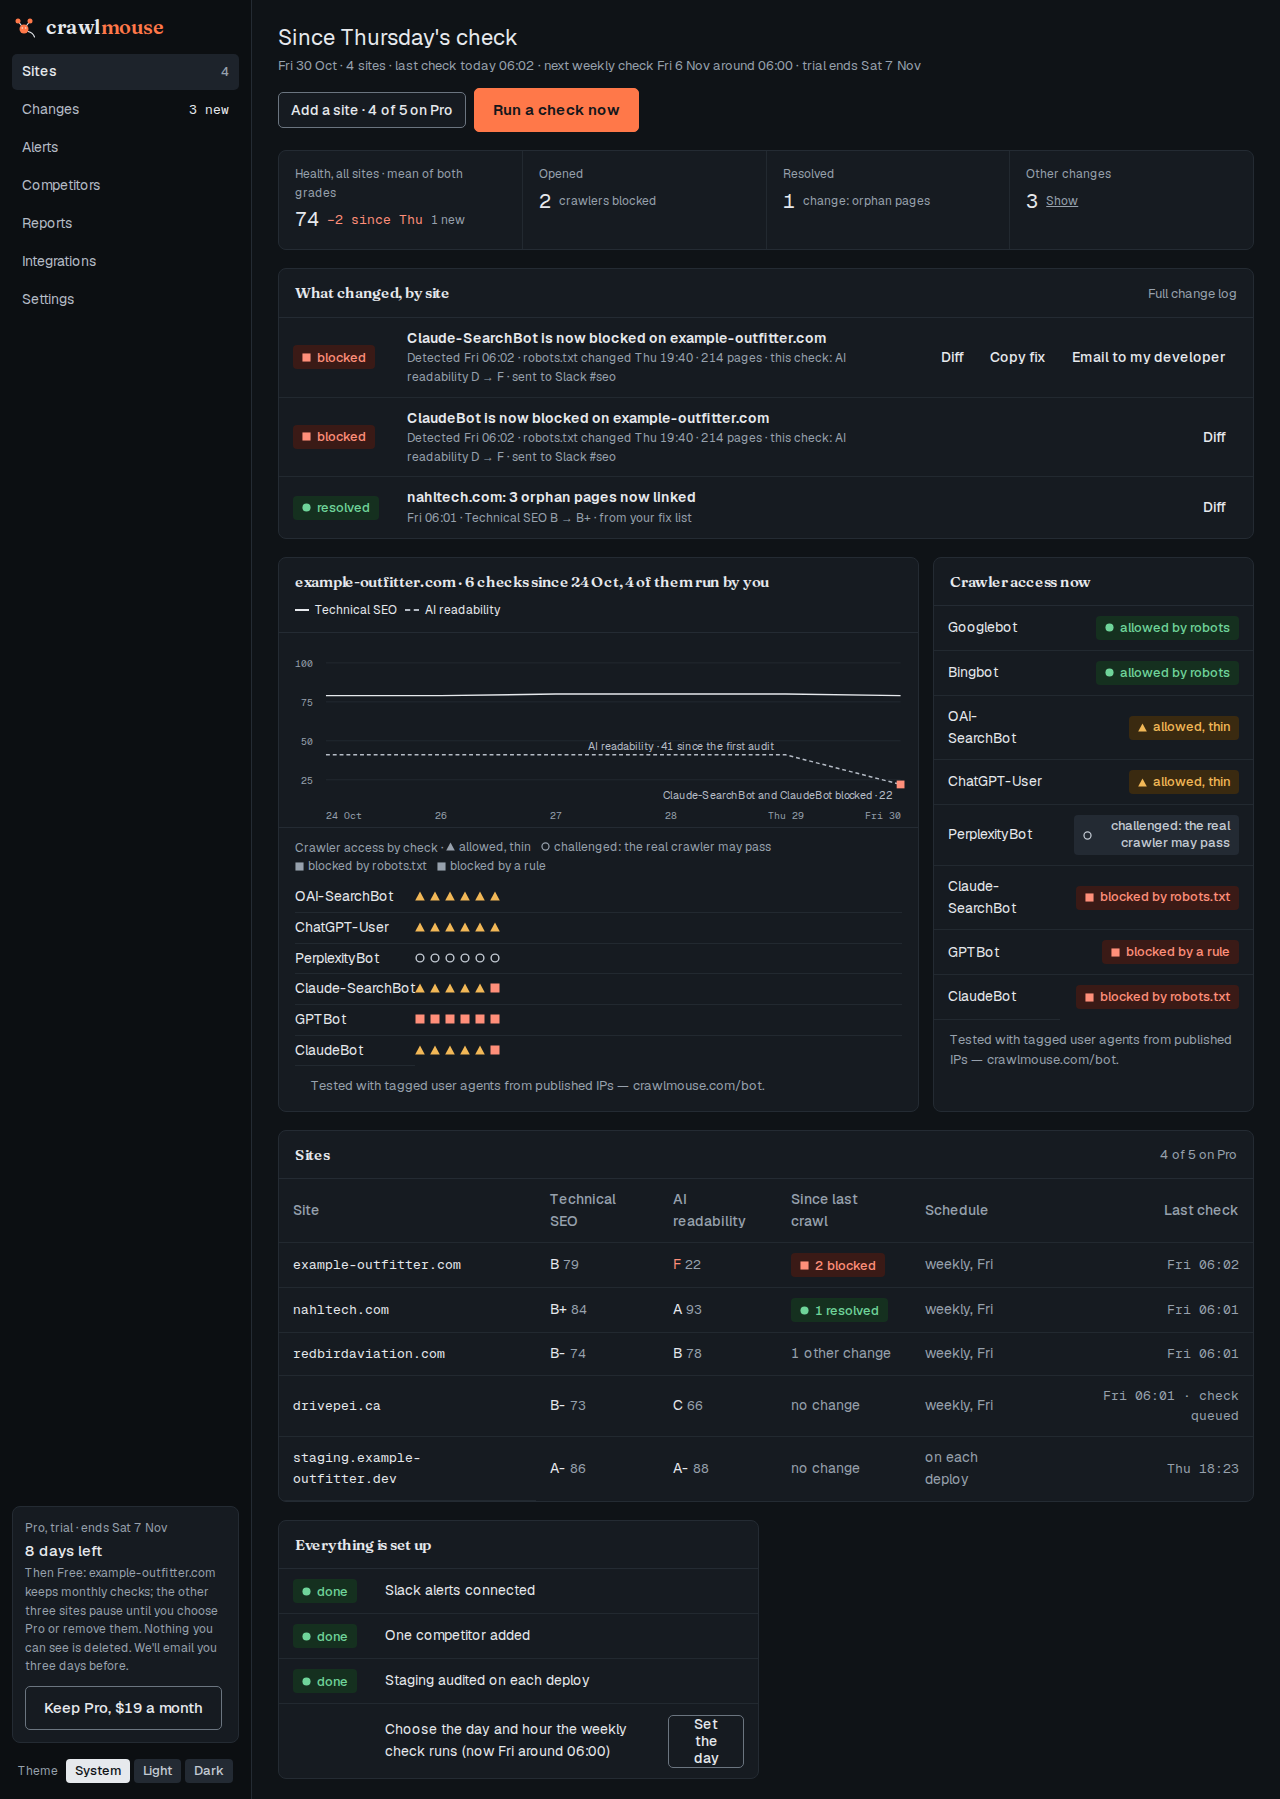 crawlmouse
Sites 4
Changes 3 new
Alerts
Competitors
Reports
Integrations
Settings
Pro, trial · ends Sat 7 Nov
8 days left
Then Free: example-outfitter.com
keeps monthly checks; the other
three sites pause until you choose
Pro or remove them. Nothing you
can see is deleted. We'll email you
three days before.
Keep Pro, $19 a month
Theme System Light Dark
Since Thursday's check
Fri 30 Oct · 4 sites · last check today 06:02 · next weekly check Fri 6 Nov around 06:00 · trial ends Sat 7 Nov
Add a site · 4 of 5 on Pro
Run a check now
Health, all sites · mean of both
grades
74 −2 since Thu 1 new
Opened
2 crawlers blocked
Resolved
1 change: orphan pages
Other changes
3 Show
What changed, by site
Full change log
blocked
Claude-SearchBot is now blocked on example-outfitter.com
Detected Fri 06:02 · robots.txt changed Thu 19:40 · 214 pages · this check: AI
readability D → F · sent to Slack #seo
Diff Copy fix Email to my developer
blocked
ClaudeBot is now blocked on example-outfitter.com
Detected Fri 06:02 · robots.txt changed Thu 19:40 · 214 pages · this check: AI
readability D → F · sent to Slack #seo
Diff
resolved
nahltech.com: 3 orphan pages now linked
Fri 06:01 · Technical SEO B → B+ · from your fix list
Diff
example-outfitter.com · 6 checks since 24 Oct, 4 of them run by you
Technical SEO AI readability
100
75
50
25
AI readability · 41 since the first audit
Claude-SearchBot and ClaudeBot blocked · 22
24 Oct 26 27 28 Thu 29 Fri 30
Crawler access by check · allowed, thin challenged: the real crawler may pass
blocked by robots.txt blocked by a rule
OAI-SearchBot
ChatGPT-User
PerplexityBot
Claude-SearchBot
GPTBot
ClaudeBot
Tested with tagged user agents from published IPs — crawlmouse.com/bot.
Crawler access now
Googlebot allowed by robots
Bingbot allowed by robots
OAI-
SearchBot
allowed, thin
ChatGPT-User allowed, thin
PerplexityBot
challenged: the real
crawler may pass
Claude-
SearchBot
blocked by robots.txt
GPTBot blocked by a rule
ClaudeBot blocked by robots.txt
Tested with tagged user agents from published
IPs — crawlmouse.com/bot.
Sites
4 of 5 on Pro
Site
Technical
SEO
AI
readability
Since last
crawl
Schedule
Last check
example-outfitter.com B 79 F 22 2 blocked weekly, Fri Fri 06:02
nahltech.com B+ 84 A 93 1 resolved weekly, Fri Fri 06:01
redbirdaviation.com B- 74 B 78 1 other change weekly, Fri Fri 06:01
drivepei.ca B- 73 C 66 no change weekly, Fri Fri 06:01 · check
queued
staging.example-
outfitter.dev
A- 86 A- 88 no change
on each
deploy
Thu 18:23
Everything is set up
done Slack alerts connected
done One competitor added
done Staging audited on each deploy
Choose the day and hour the weekly
check runs (now Fri around 06:00)
Set
the
day